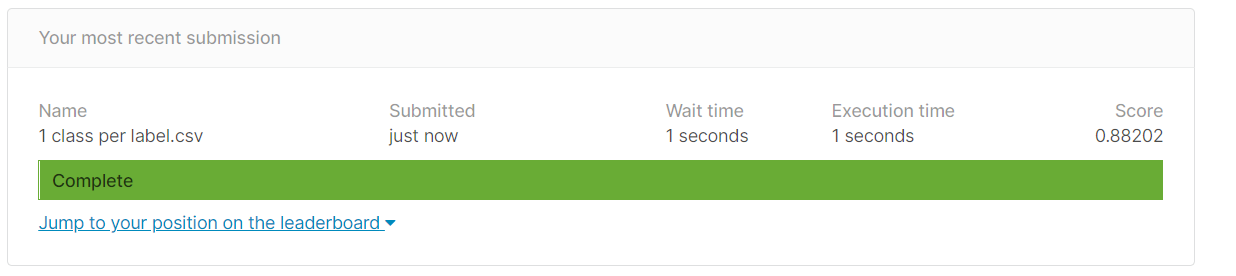 Your most recent submission
Name Submitted Wait time Execution time Score
1 class per label.csv just now 1 seconds 1 seconds 0.88202
Complete
Jump to your position on the leaderboard